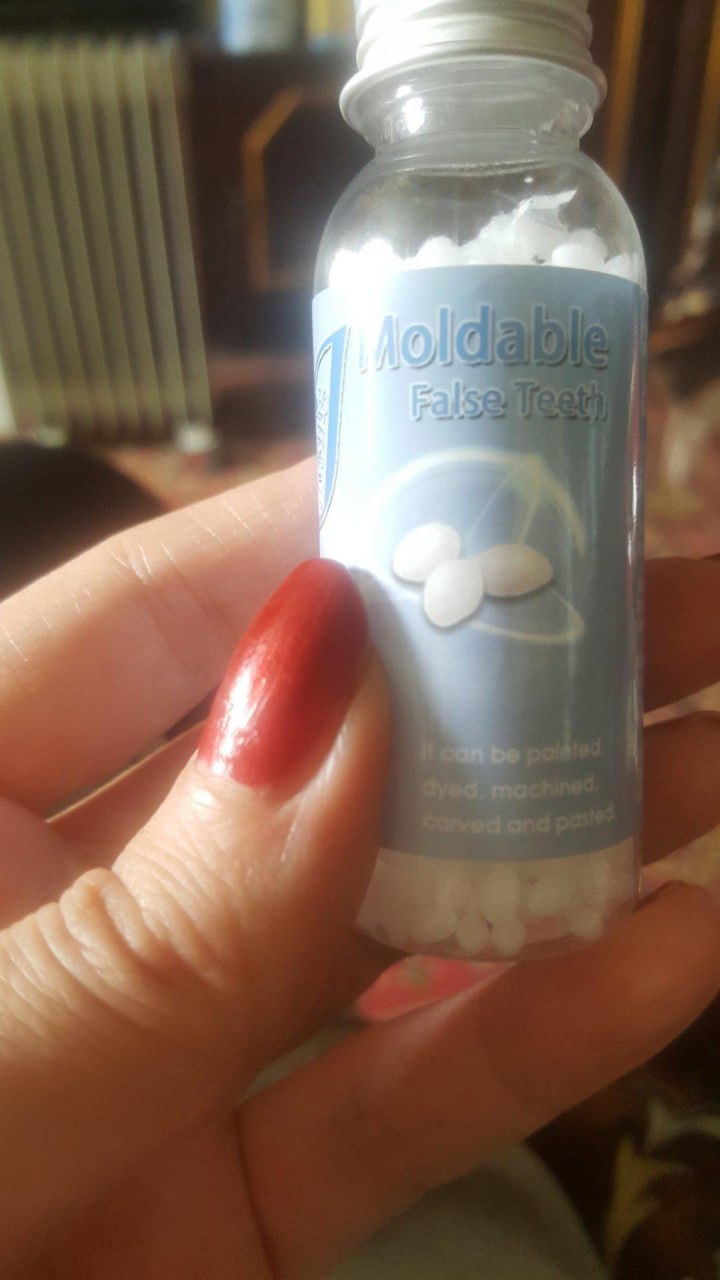 Moldable
False Teeth
It can be painted,
dyed, machined,
carved and pasted